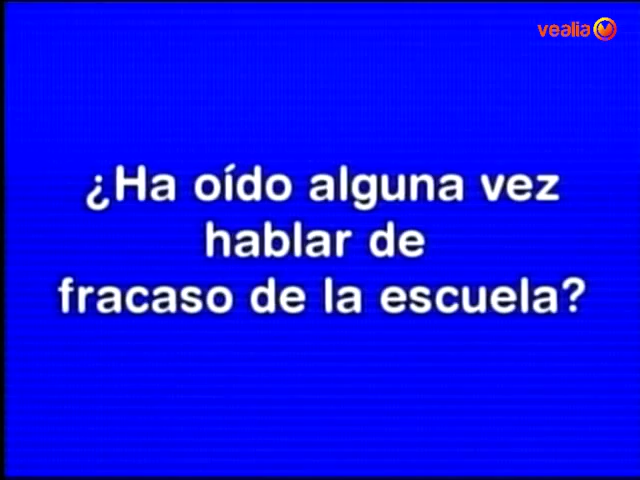 vealia
¿Ha oído alguna vez
hablar de
fracaso de la escuela?